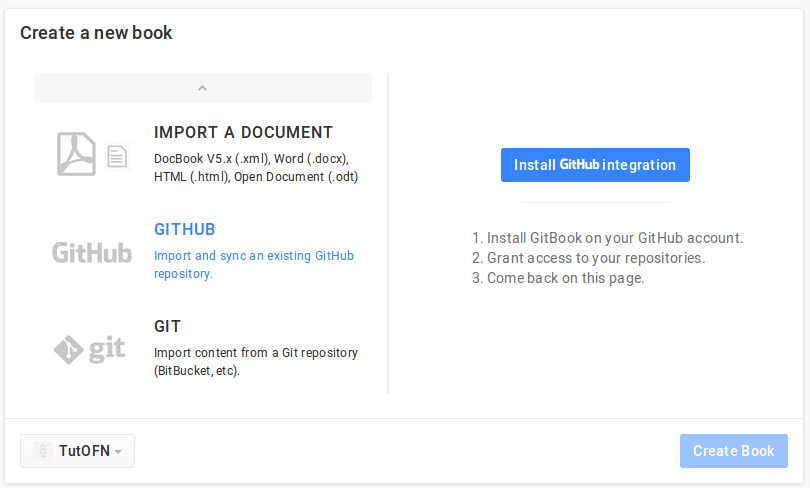 Create a new book
IMPORT A DOCUMENT
DocBook V5.x (.xml), Word (.docx),
HTML (.html), Open Document (.odt)
GitHub
GITHUB
Import and sync an existing GitHub
repository.
git
GIT
Import content from a Git repository
(BitBucket, etc).
Install GitHub integration
1. Install GitBook on your GitHub account.
2. Grant access to your repositories.
3. Come back on this page.
TutOFN
Create Book